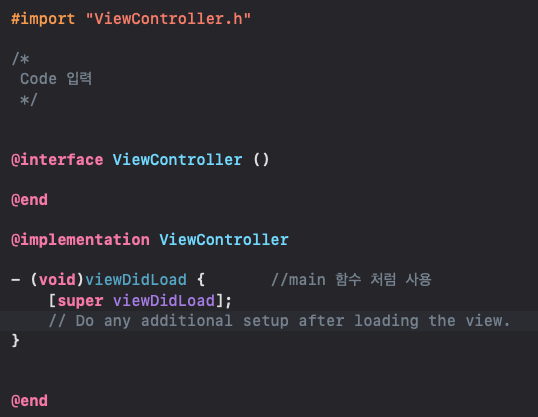 #import "ViewController.h"
/*
Code 입력
*/
@interface ViewController ()
@end
@implementation ViewController
- (void)viewDidLoad {        //main 함수 처럼 사용
    [super viewDidLoad];
    // Do any additional setup after loading the view.
}
@end